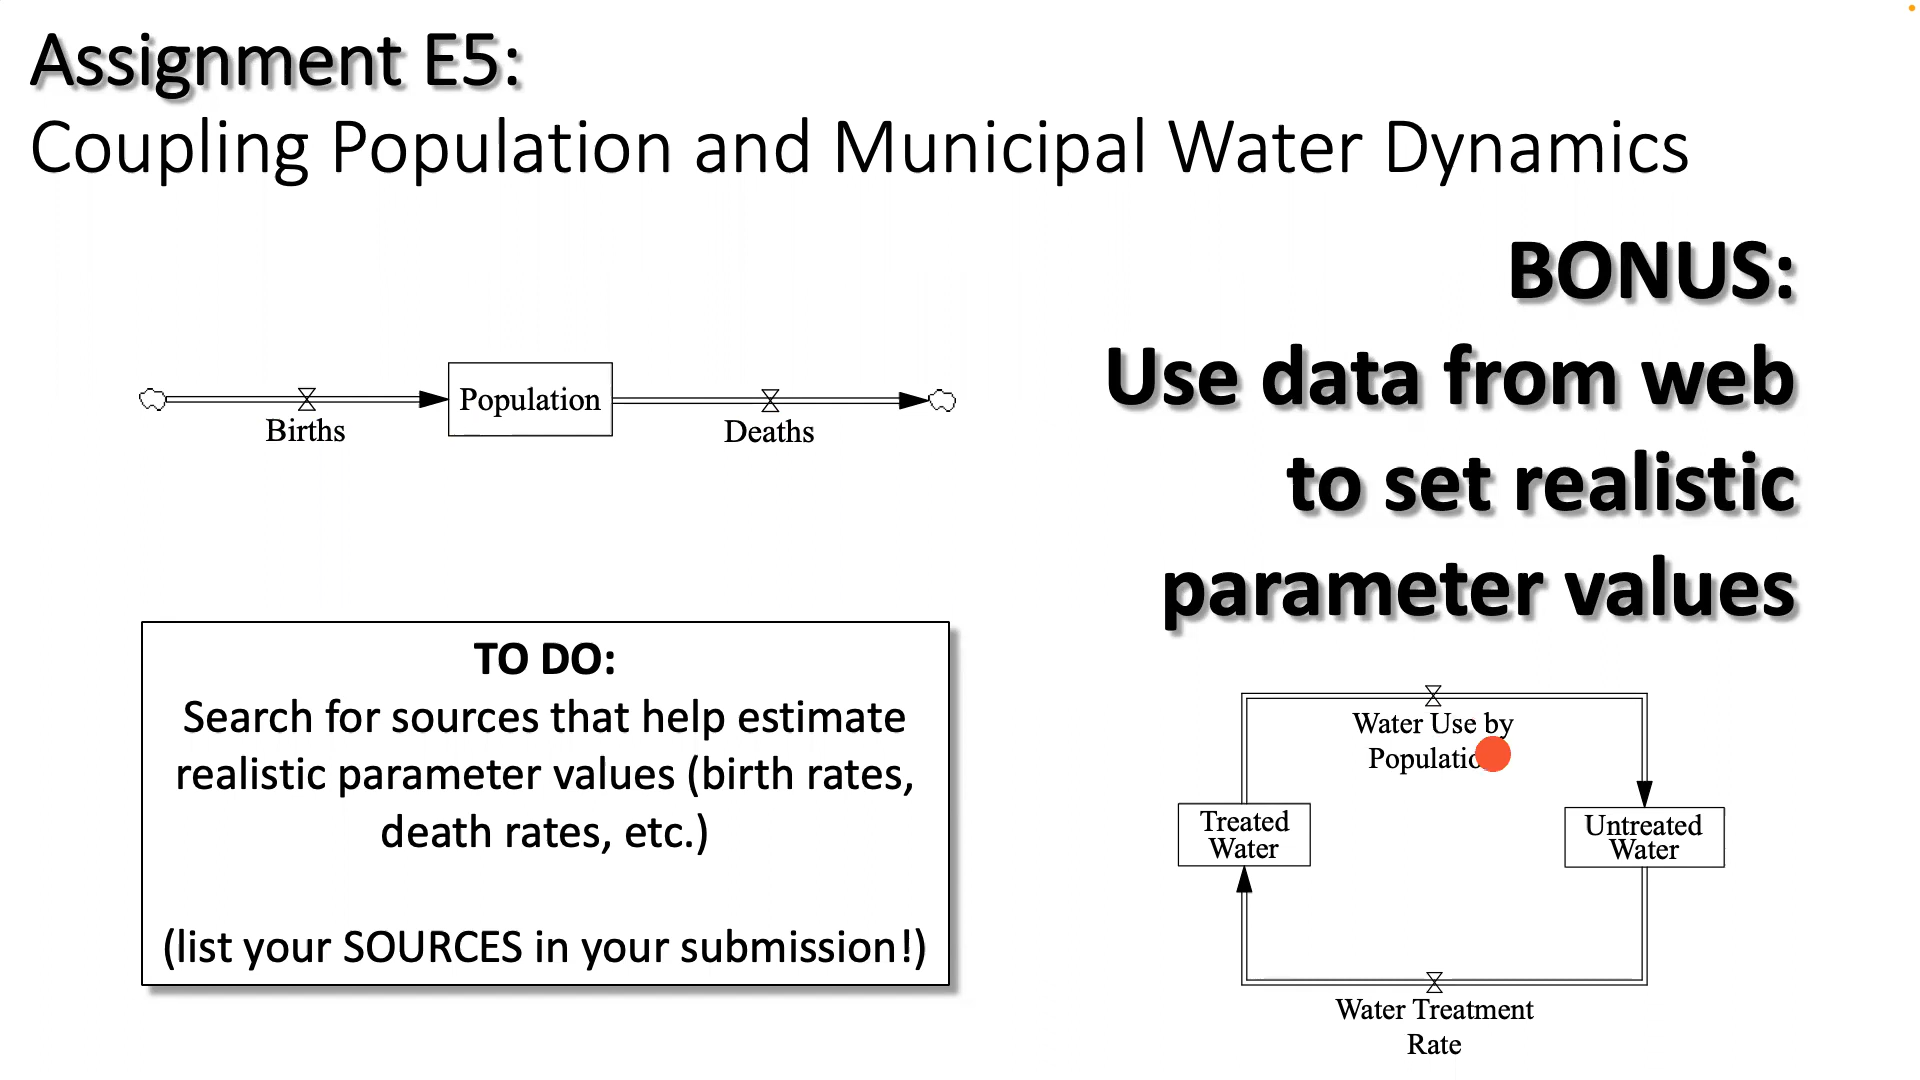 Assignment E5:
Coupling Population and Municipal Water Dynamics
BONUS:
Use data from web
to set realistic
parameter values
Births
Population
Deaths
TO DO:
Search for sources that help estimate
realistic parameter values (birth rates,
death rates, etc.)
(list your SOURCES in your submission!)
Water Use by
Treated
Water
Untreated
Water
Water Treatment
Rate